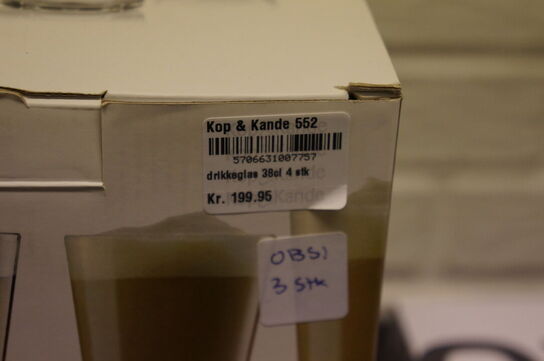 Kop & Kande 552
5706631007757
drikkeglas 38cl 4 stk
Kr. 199.95
OBS!
3 stk